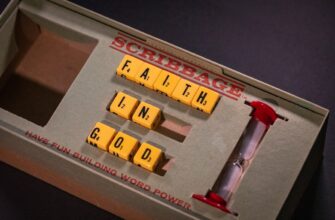 SCRIBBAGE
FAITH
IN
GOD
HAVE FUN BUILDING WORD POWER